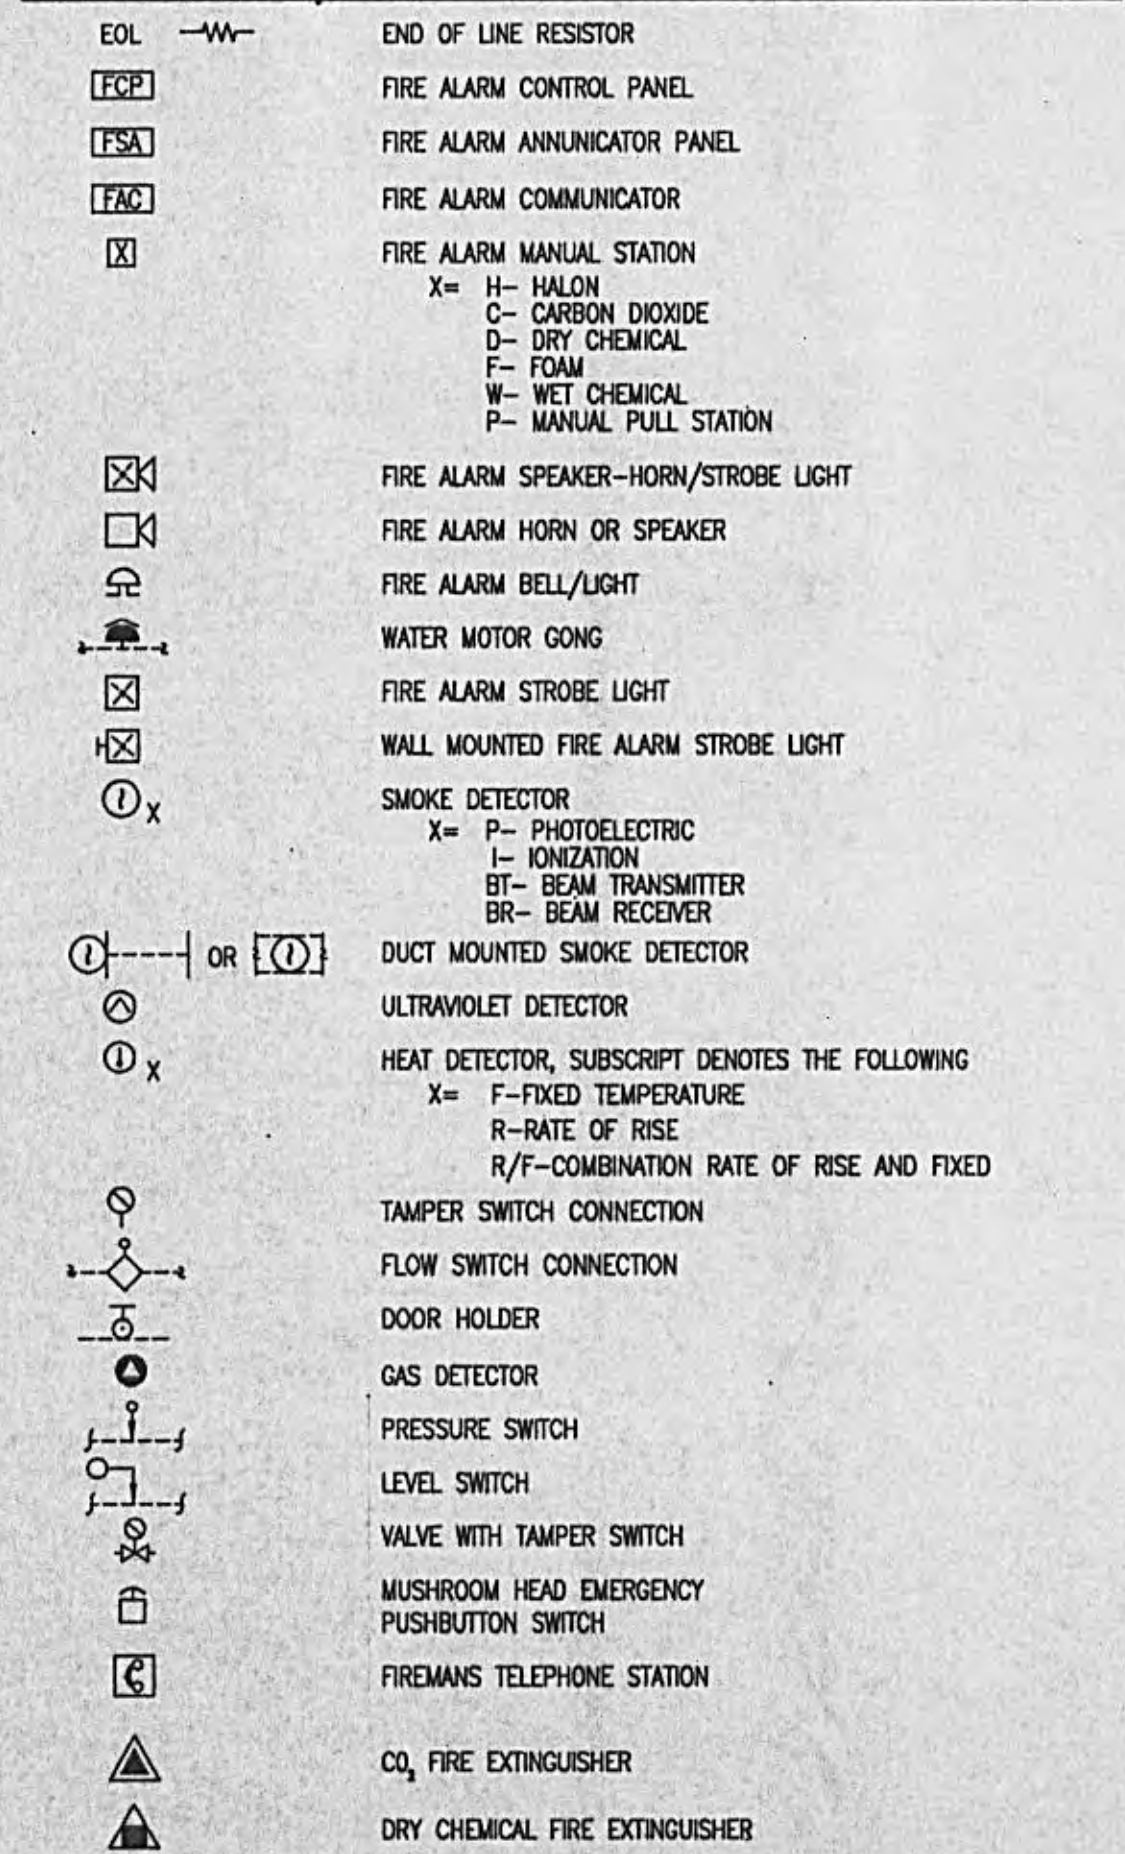 EOL END OF LINE RESISTOR
FCP FIRE ALARM CONTROL PANEL
FSA FIRE ALARM ANNUNICATOR PANEL
FAC FIRE ALARM COMMUNICATOR
X FIRE ALARM MANUAL STATION
X= H- HALON
C- CARBON DIOXIDE
D- DRY CHEMICAL
F- FOAM
W- WET CHEMICAL
P- MANUAL PULL STATION
FIRE ALARM SPEAKER-HORN/STROBE LIGHT
FIRE ALARM HORN OR SPEAKER
FIRE ALARM BELL/LIGHT
WATER MOTOR GONG
FIRE ALARM STROBE LIGHT
WALL MOUNTED FIRE ALARM STROBE LIGHT
X SMOKE DETECTOR
X= P- PHOTOELECTRIC
I- IONIZATION
BT- BEAM TRANSMITTER
BR- BEAM RECEIVER
OR DUCT MOUNTED SMOKE DETECTOR
ULTRAVIOLET DETECTOR
X HEAT DETECTOR, SUBSCRIPT DENOTES THE FOLLOWING
X= F-FIXED TEMPERATURE
R-RATE OF RISE
R/F-COMBINATION RATE OF RISE AND FIXED
TAMPER SWITCH CONNECTION
FLOW SWITCH CONNECTION
DOOR HOLDER
GAS DETECTOR
PRESSURE SWITCH
LEVEL SWITCH
VALVE WITH TAMPER SWITCH
MUSHROOM HEAD EMERGENCY
PUSHBUTTON SWITCH
FIREMANS TELEPHONE STATION
CO₂ FIRE EXTINGUISHER
DRY CHEMICAL FIRE EXTINGUISHER